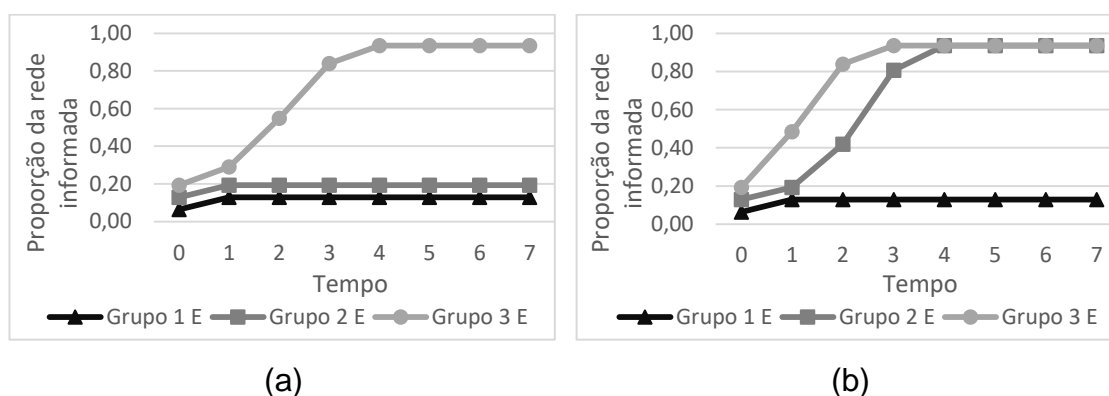 Proporção da rede
informada
1,00
0,80
0,60
0,40
0,20
0,00
0 1 2 3 4 5 6 7
Tempo
Grupo 1 E Grupo 2 E Grupo 3 E
(a)
Proporção da rede
informada
1,00
0,80
0,60
0,40
0,20
0,00
0 1 2 3 4 5 6 7
Tempo
Grupo 1 E Grupo 2 E Grupo 3 E
(b)